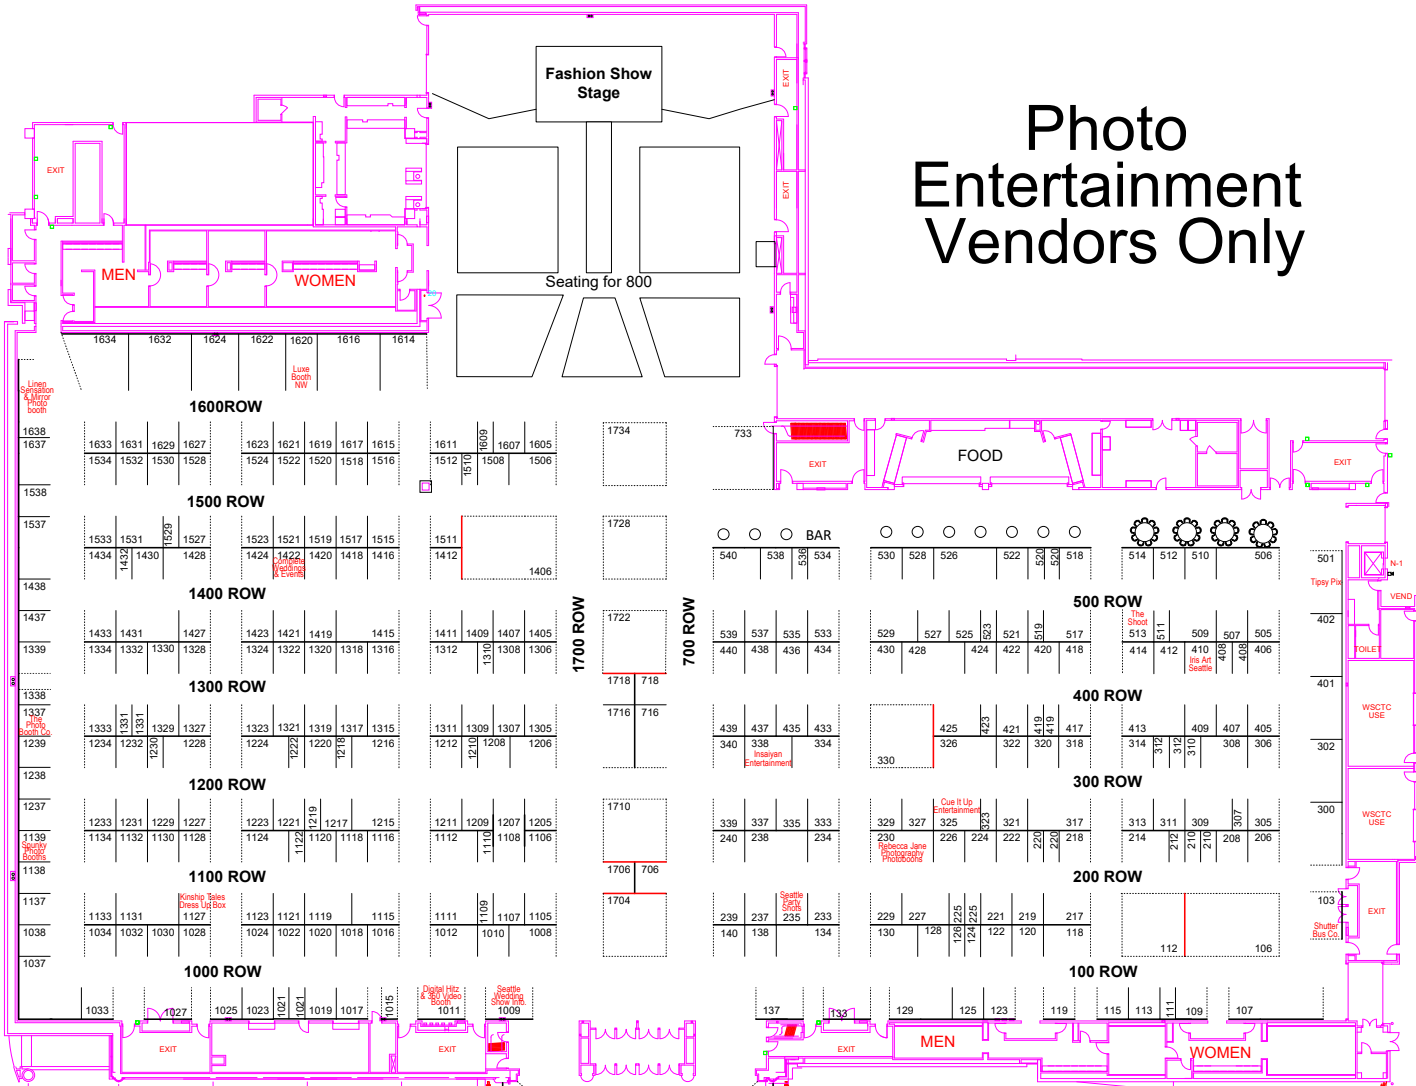 Photo
Entertainment
Vendors Only
Fashion Show
Stage
EXIT
EXIT
EXIT
MEN
WOMEN
Seating for 800
1634 1632 1624 1622 1620 1616 1614
Luxe
Booth
NW
Linen
Sensation
& Mirror
Photo
booth
1600ROW
1638
1637
1633 1631 1629 1627 1623 1621 1619 1617 1615 1611 1609 1607 1605
1534 1532 1530 1528 1524 1522 1520 1518 1516 1512 1510 1508 1506
1734
733
EXIT
FOOD
EXIT
1538
1500 ROW
1537
1533 1531 1529 1527 1523 1521 1519 1517 1515 1511
1434 1432 1430 1428 1424 1422 1420 1418 1416 1412 1406
Complete
Weddings
& Events
1728
BAR
540 538 536 534 530 528 526 522 520 520 518 514 512 510 506
501
Tipsy Pix
N-1
VEND
1438
1400 ROW
1437
1700 ROW
700 ROW
500 ROW
402
1433 1431 1427 1423 1421 1419 1415 1411 1409 1407 1405
1334 1332 1330 1328 1324 1322 1320 1318 1316 1412 1310 1308 1306
1339
1722
The
Shoot
539 537 535 533 529 527 525 523 521 519 517 513 511 509 507 505
440 438 436 434 430 428 424 422 420 418 414 412 410 408 408 406
Iris Art
Seattle
TOILET
1300 ROW
1338
1337
The
Photo
Booth Co.
1718 718
1716 716
400 ROW
401
WSCTC
USE
1333 1331 1331 1329 1327 1323 1321 1319 1317 1315 1311 1309 1307 1305
1239
1234 1232 1230 1228 1224 1222 1220 1218 1216 1212 1210 1208 1206
439 437 435 433 425 423 421 419 419 417 413 409 407 405
340 338 334 330 326 322 320 318 314 312 312 310 308 306
Insaiyan
Entertainment
302
1238
1200 ROW
300 ROW
1237
1710
Cue It Up
Entertainment
300
WSCTC
USE
1233 1231 1229 1227 1223 1221 1219 1217 1215 1211 1209 1207 1205
1139
1134 1132 1130 1128 1124 1122 1120 1118 1116 1112 1110 1108 1106
Spunky
Photo
Booths
339 337 335 333 329 327 325 323 321 317 313 311 309 307 305
240 238 234 230 226 224 222 220 220 218 214 212 210 210 208 206
Rebecca Jane
Photography
Photobooths
1138
1100 ROW
1706 706
200 ROW
1137
Kinship Tales
Dress Up Box
1704
Seattle
Party
Shots
103
Shutter
Bus Co.
EXIT
1133 1131 1127 1123 1121 1119 1115 1111 1109 1107 1105
1038
1034 1032 1030 1028 1024 1022 1020 1018 1016 1012 1010 1008
239 237 235 233 229 227 225 225 221 219 217
140 138 134 130 128 126 124 122 120 118 112 106
1037
1000 ROW
100 ROW
Digital Hitz
& 360 Video
Booth
Seattle
Wedding
Show Info.
1033 1027 1025 1023 1021 1021 1019 1017 1015 1011 1009
137 133 129 125 123 119 115 113 111 109 107
EXIT
EXIT
EXIT
MEN
WOMEN